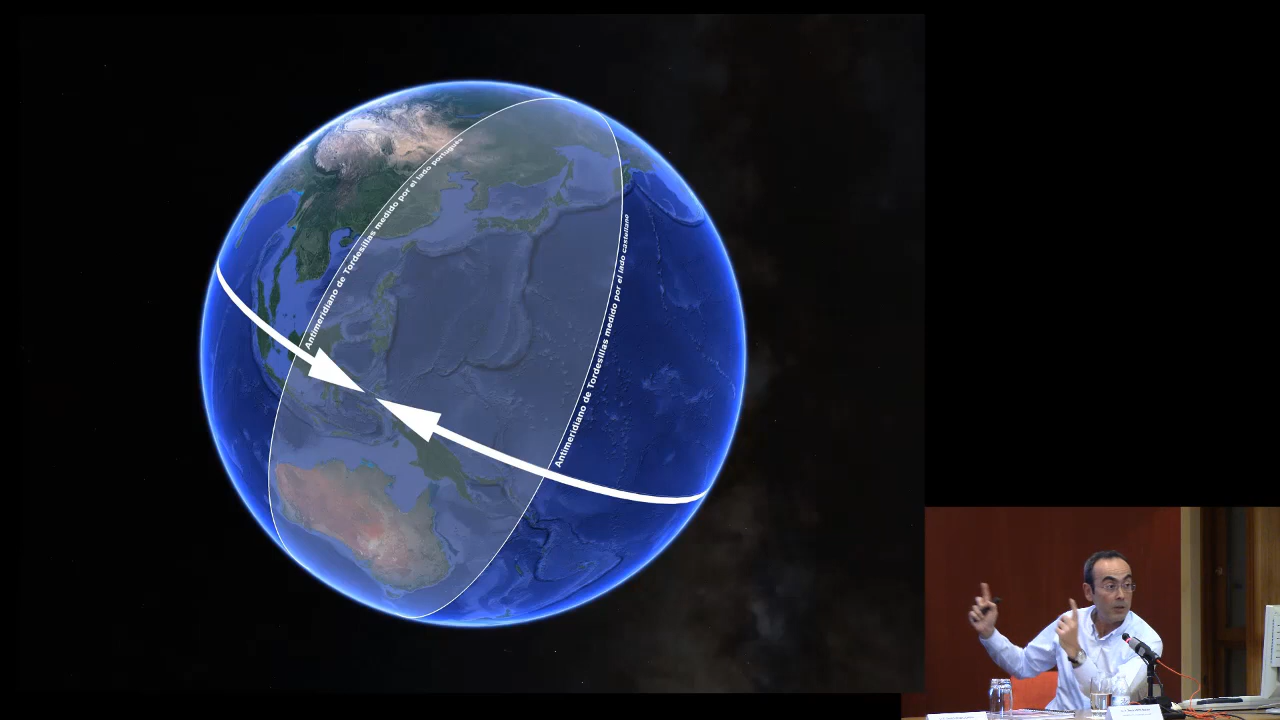 Antimeridiano de Tordesillas medido por el lado portugués
Antimeridiano de Tordesillas medido por el lado castellano